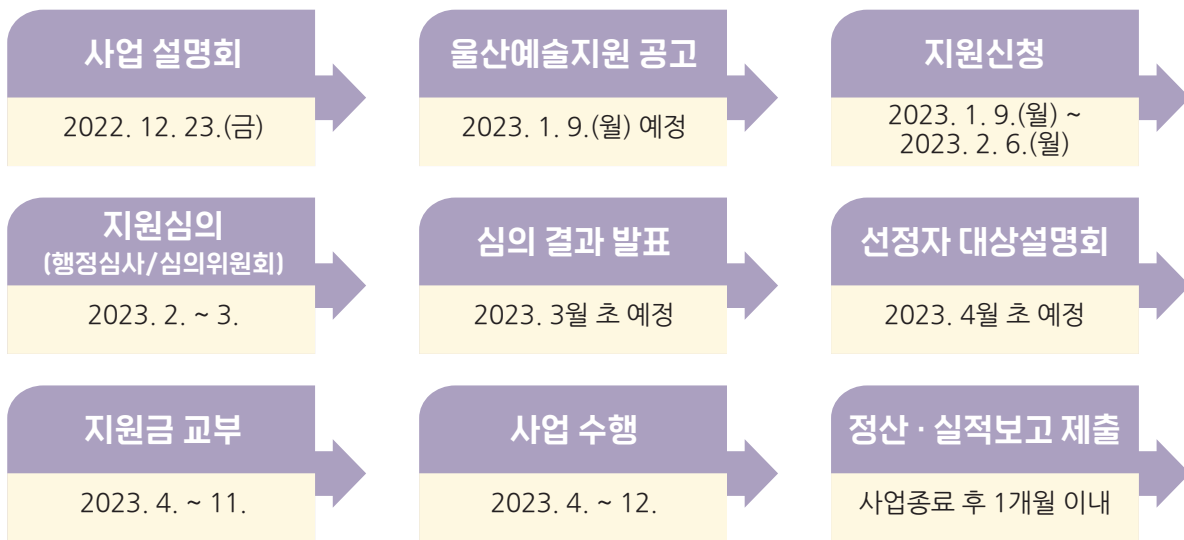 사업 설명회
2022. 12. 23.(금)
울산예술지원 공고
2023. 1. 9.(월) 예정
지원신청
2023. 1. 9.(월) ~
2023. 2. 6.(월)
지원심의
(행정심사/심의위원회)
2023. 2. ~ 3.
심의 결과 발표
2023. 3월 초 예정
선정자 대상설명회
2023. 4월 초 예정
지원금 교부
2023. 4. ~ 11.
사업 수행
2023. 4. ~ 12.
정산 · 실적보고 제출
사업종료 후 1개월 이내